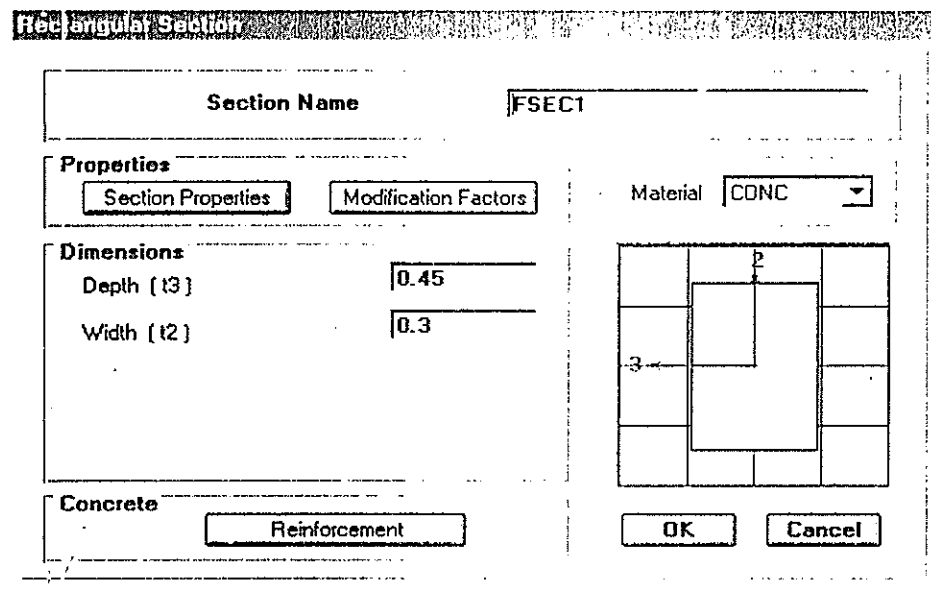 Rectangular Section
Section Name FSEC1
Properties
Section Properties Modification Factors Material CONC
Dimensions
Depth ( t3 ) 0.45
Width ( t2 ) 0.3
2
3
Concrete
Reinforcement OK Cancel